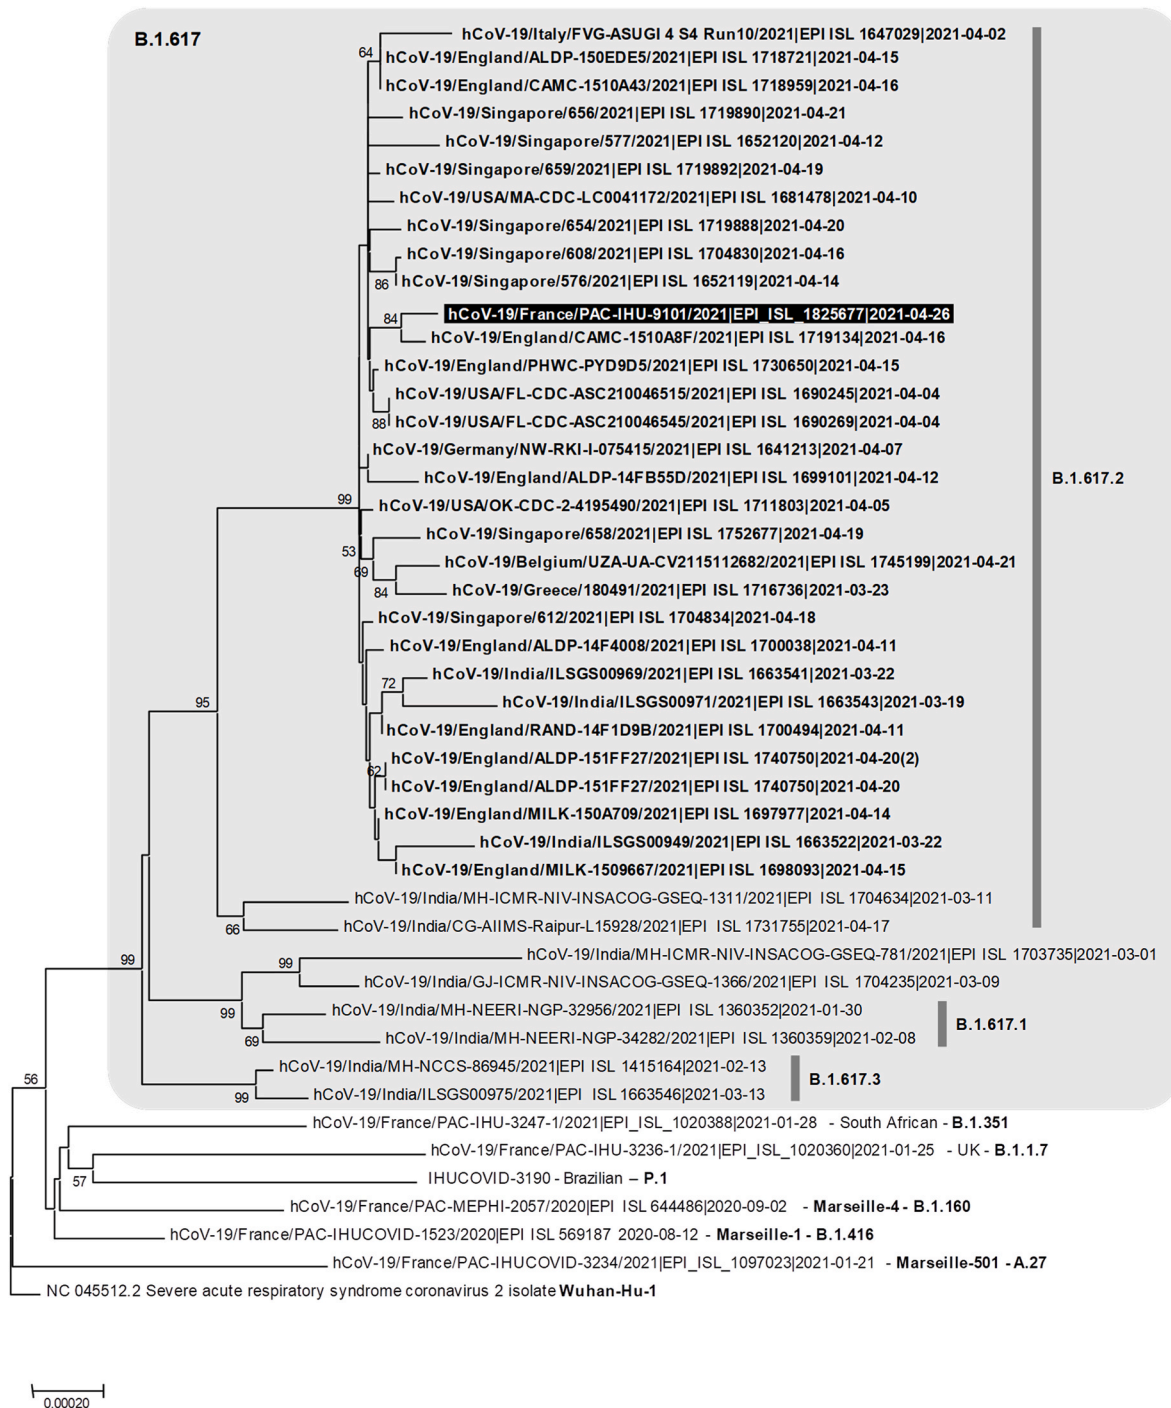 B.1.617
hCoV-19/Italy/FVG-ASUGI 4 S4 Run10/2021|EPI ISL 1647029|2021-04-02
64
hCoV-19/England/ALDP-150EDE5/2021|EPI ISL 1718721|2021-04-15
hCoV-19/England/CAMC-1510A43/2021|EPI ISL 1718959|2021-04-16
hCoV-19/Singapore/656/2021|EPI ISL 1719890|2021-04-21
hCoV-19/Singapore/577/2021|EPI ISL 1652120|2021-04-12
hCoV-19/Singapore/659/2021|EPI ISL 1719892|2021-04-19
hCoV-19/USA/MA-CDC-LC0041172/2021|EPI ISL 1681478|2021-04-10
hCoV-19/Singapore/654/2021|EPI ISL 1719888|2021-04-20
hCoV-19/Singapore/608/2021|EPI ISL 1704830|2021-04-16
86
hCoV-19/Singapore/576/2021|EPI ISL 1652119|2021-04-14
84
hCoV-19/France/PAC-IHU-9101/2021|EPI_ISL_1825677|2021-04-26
hCoV-19/England/CAMC-1510A8F/2021|EPI ISL 1719134|2021-04-16
hCoV-19/England/PHWC-PYD9D5/2021|EPI ISL 1730650|2021-04-15
hCoV-19/USA/FL-CDC-ASC210046515/2021|EPI ISL 1690245|2021-04-04
88
hCoV-19/USA/FL-CDC-ASC210046545/2021|EPI ISL 1690269|2021-04-04
hCoV-19/Germany/NW-RKI-I-075415/2021|EPI ISL 1641213|2021-04-07
hCoV-19/England/ALDP-14FB55D/2021|EPI ISL 1699101|2021-04-12
B.1.617.2
99
hCoV-19/USA/OK-CDC-2-4195490/2021|EPI ISL 1711803|2021-04-05
hCoV-19/Singapore/658/2021|EPI ISL 1752677|2021-04-19
53
69
hCoV-19/Belgium/UZA-UA-CV2115112682/2021|EPI ISL 1745199|2021-04-21
84
hCoV-19/Greece/180491/2021|EPI ISL 1716736|2021-03-23
hCoV-19/Singapore/612/2021|EPI ISL 1704834|2021-04-18
hCoV-19/England/ALDP-14F4008/2021|EPI ISL 1700038|2021-04-11
72
hCoV-19/India/ILSGS00969/2021|EPI ISL 1663541|2021-03-22
95
hCoV-19/India/ILSGS00971/2021|EPI ISL 1663543|2021-03-19
hCoV-19/England/RAND-14F1D9B/2021|EPI ISL 1700494|2021-04-11
hCoV-19/England/ALDP-151FF27/2021|EPI ISL 1740750|2021-04-20(2)
62
hCoV-19/England/ALDP-151FF27/2021|EPI ISL 1740750|2021-04-20
hCoV-19/England/MILK-150A709/2021|EPI ISL 1697977|2021-04-14
hCoV-19/India/ILSGS00949/2021|EPI ISL 1663522|2021-03-22
hCoV-19/England/MILK-1509667/2021|EPI ISL 1698093|2021-04-15
hCoV-19/India/MH-ICMR-NIV-INSACOG-GSEQ-1311/2021|EPI ISL 1704634|2021-03-11
66
hCoV-19/India/CG-AIIMS-Raipur-L15928/2021|EPI ISL 1731755|2021-04-17
99
99
hCoV-19/India/MH-ICMR-NIV-INSACOG-GSEQ-781/2021|EPI ISL 1703735|2021-03-01
hCoV-19/India/GJ-ICMR-NIV-INSACOG-GSEQ-1366/2021|EPI ISL 1704235|2021-03-09
99
hCoV-19/India/MH-NEERI-NGP-32956/2021|EPI ISL 1360352|2021-01-30
B.1.617.1
69
hCoV-19/India/MH-NEERI-NGP-34282/2021|EPI ISL 1360359|2021-02-08
hCoV-19/India/MH-NCCS-86945/2021|EPI ISL 1415164|2021-02-13
B.1.617.3
56
99
hCoV-19/India/ILSGS00975/2021|EPI ISL 1663546|2021-03-13
hCoV-19/France/PAC-IHU-3247-1/2021|EPI_ISL_1020388|2021-01-28 - South African - B.1.351
hCoV-19/France/PAC-IHU-3236-1/2021|EPI_ISL_1020360|2021-01-25 - UK - B.1.1.7
57
IHUCOVID-3190 - Brazilian – P.1
hCoV-19/France/PAC-MEPHI-2057/2020|EPI ISL 644486|2020-09-02 - Marseille-4 - B.1.160
hCoV-19/France/PAC-IHUCOVID-1523/2020|EPI ISL 569187 2020-08-12 - Marseille-1 - B.1.416
hCoV-19/France/PAC-IHUCOVID-3234/2021|EPI_ISL_1097023|2021-01-21 - Marseille-501 - A.27
NC 045512.2 Severe acute respiratory syndrome coronavirus 2 isolate Wuhan-Hu-1
0.00020